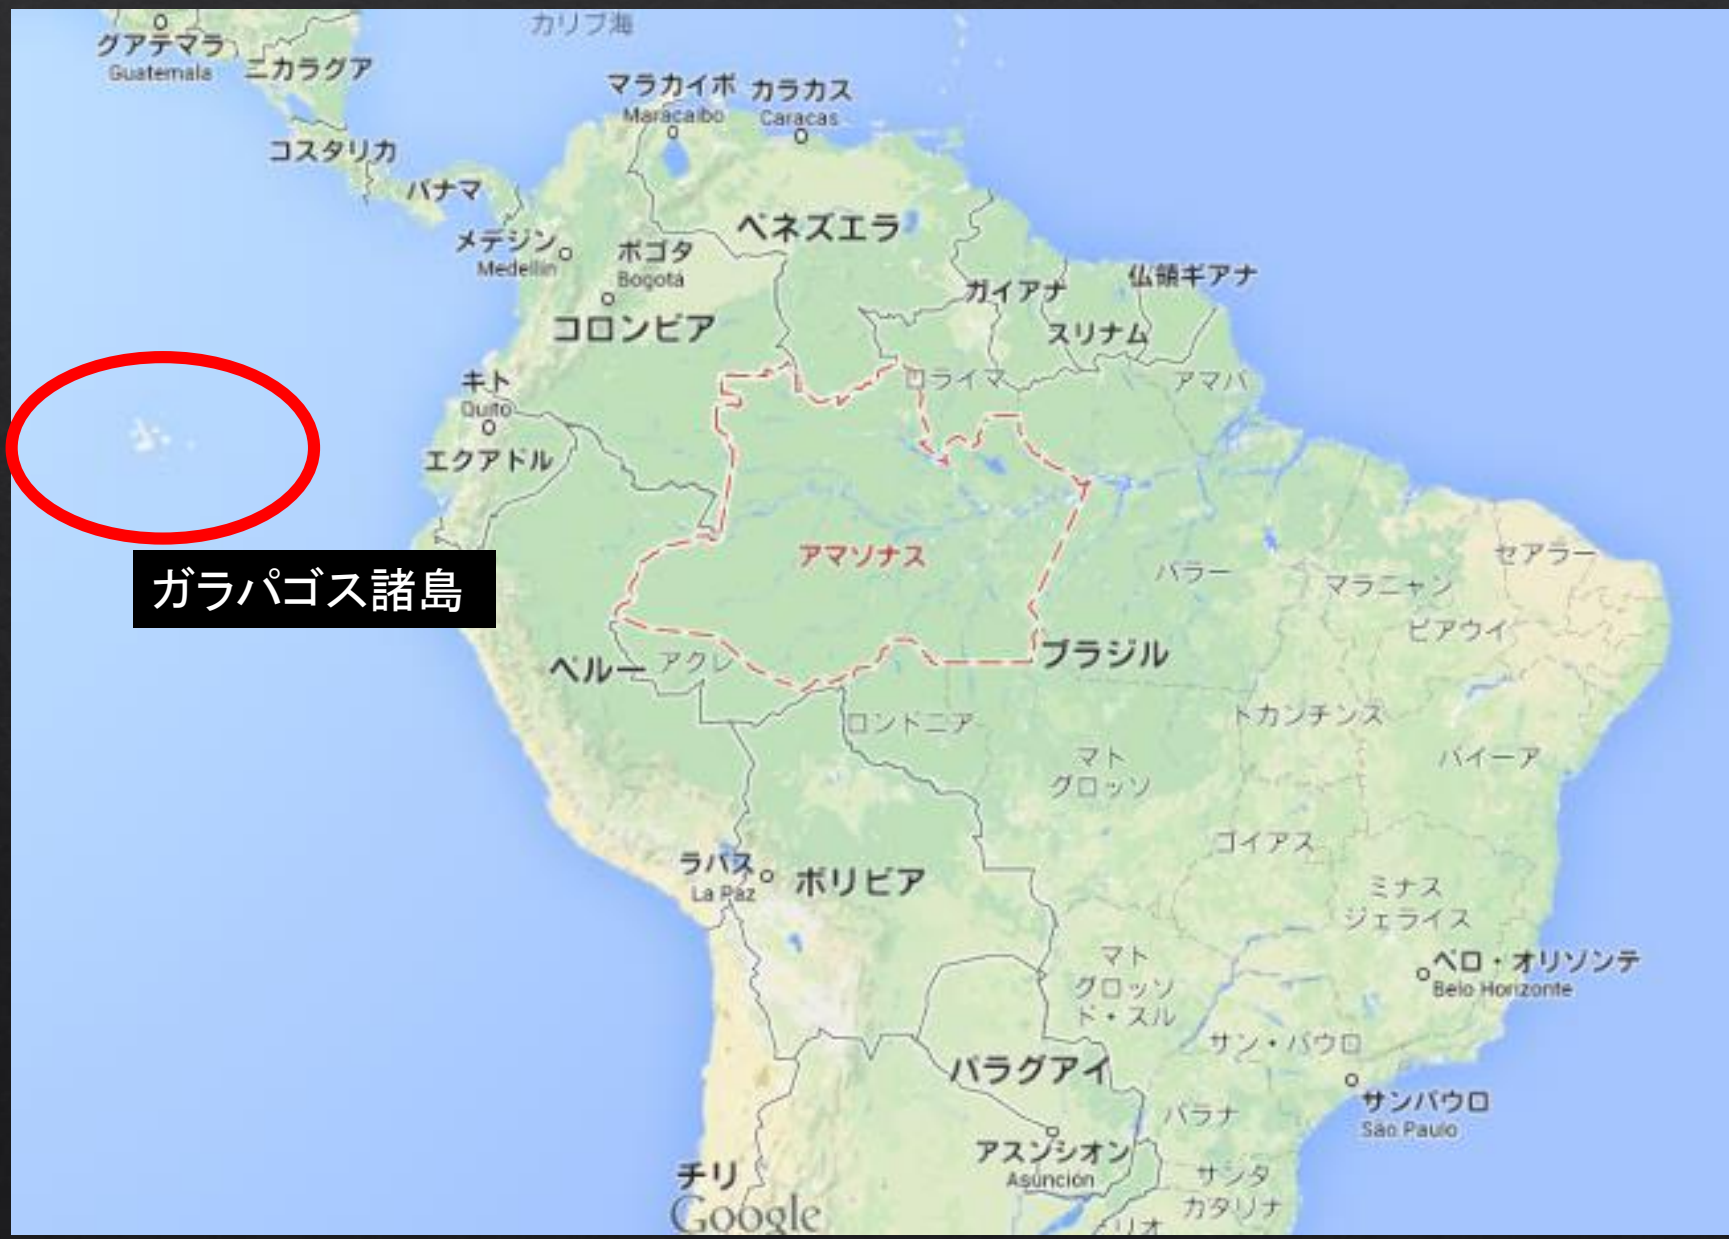 カリブ海
グアテマラ
Guatemala
ニカラグア
マラカイボ
Maracaibo
カラカス
Caracas
コスタリカ
パナマ
ベネズエラ
メデジン
Medellin
ボゴタ
Bogotá
コロンビア
ガイアナ
仏領ギアナ
スリナム
キト
Quito
ロライマ
アマパ
エクアドル
アマゾナス
ガラパゴス諸島
パラー
セアラー
マラニャン
ピアウイ
ペルー
アクレ
ブラジル
ロンドニア
トカンチンス
マト
グロッソ
バイーア
ゴイアス
ラパス
La Paz
ボリビア
ミナス
ジェライス
マト
グロッソ
ド・スル
ベロ・オリゾンテ
Belo Horizonte
サン・パウロ
パラグアイ
サンパウロ
São Paulo
パラナ
アスンシオン
Asunción
チリ
サンタ
カタリナ
Google